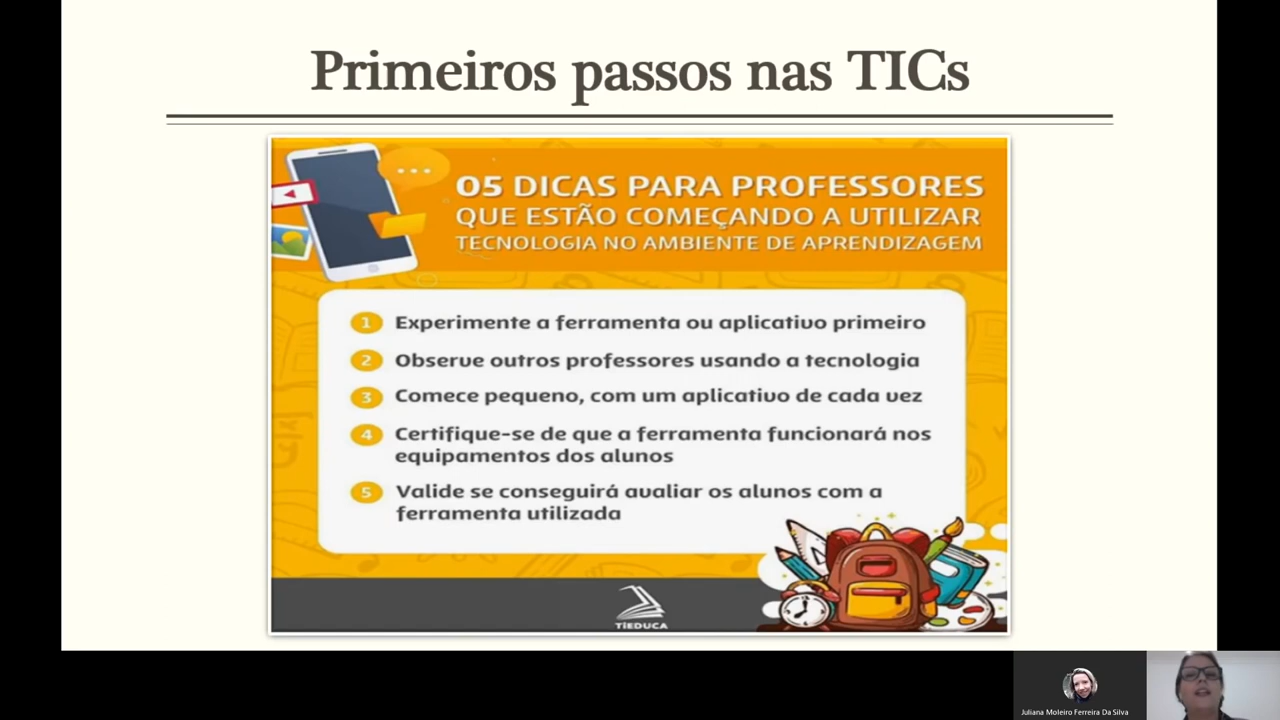 Primeiros passos nas TICs
05 DICAS PARA PROFESSORES
QUE ESTÃO COMEÇANDO A UTILIZAR
TECNOLOGIA NO AMBIENTE DE APRENDIZAGEM
1 Experimente a ferramenta ou aplicativo primeiro
2 Observe outros professores usando a tecnologia
3 Comece pequeno, com um aplicativo de cada vez
4 Certifique-se de que a ferramenta funcionará nos
equipamentos dos alunos
5 Valide se conseguirá avaliar os alunos com a
ferramenta utilizada
TIEDUCA
Juliana Moleiro Ferreira Da Silva